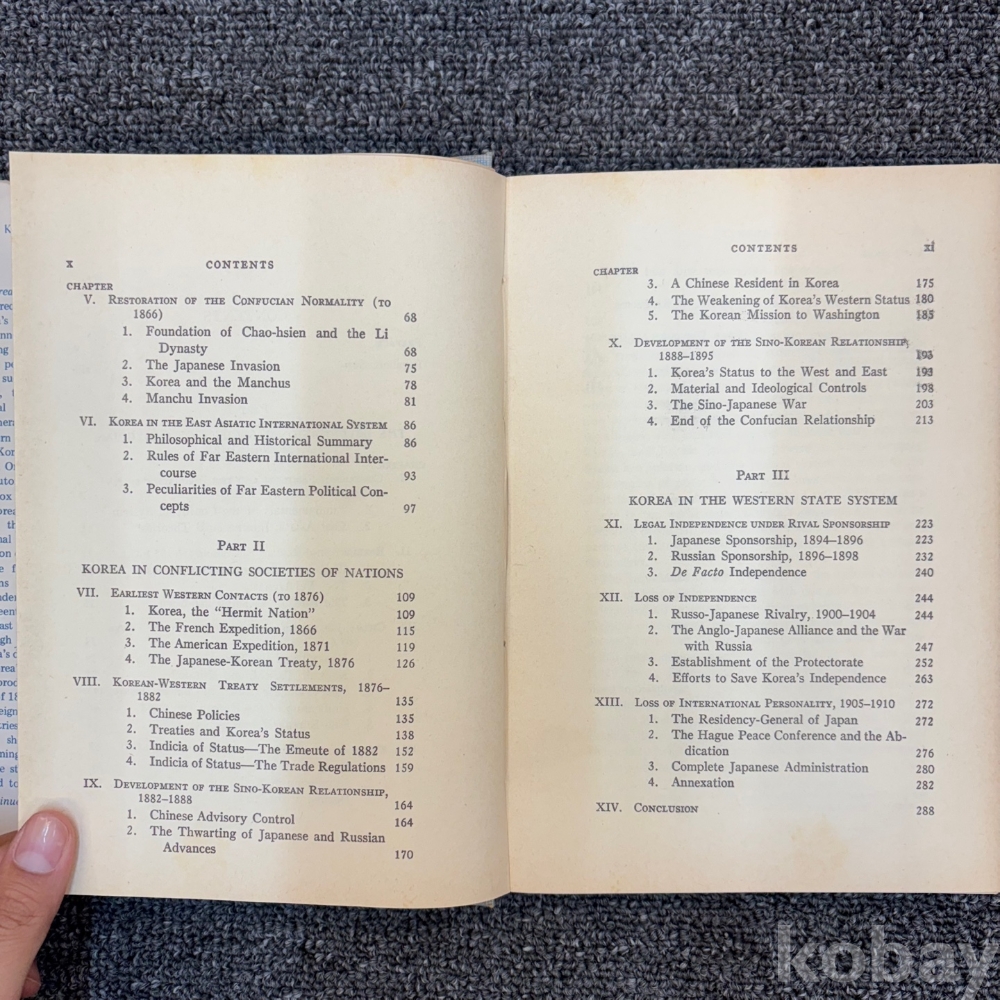 x CONTENTS
CHAPTER
V. RESTORATION OF THE CONFUCIAN NORMALITY (TO
1866) 68
1. Foundation of Chao-hsien and the Li
Dynasty 68
2. The Japanese Invasion 75
3. Korea and the Manchus 78
4. Manchu Invasion 81
VI. KOREA IN THE EAST ASIATIC INTERNATIONAL SYSTEM 86
1. Philosophical and Historical Summary 86
2. Rules of Far Eastern International Inter-
course 93
3. Peculiarities of Far Eastern Political Con-
cepts 97
PART II
KOREA IN CONFLICTING SOCIETIES OF NATIONS
VII. EARLIEST WESTERN CONTACTS (TO 1876) 109
1. Korea, the "Hermit Nation" 109
2. The French Expedition, 1866 115
3. The American Expedition, 1871 119
4. The Japanese-Korean Treaty, 1876 126
VIII. KOREAN-WESTERN TREATY SETTLEMENTS, 1876–
1882 135
1. Chinese Policies 135
2. Treaties and Korea's Status 138
3. Indicia of Status—The Emeute of 1882 152
4. Indicia of Status—The Trade Regulations 159
IX. DEVELOPMENT OF THE SINO-KOREAN RELATIONSHIP,
1882–1888 164
1. Chinese Advisory Control 164
2. The Thwarting of Japanese and Russian
Advances 170
CONTENTS xi
CHAPTER
3. A Chinese Resident in Korea 175
4. The Weakening of Korea's Western Status 180
5. The Korean Mission to Washington 185
X. DEVELOPMENT OF THE SINO-KOREAN RELATIONSHIP,
1888–1895 193
1. Korea's Status to the West and East 193
2. Material and Ideological Controls 198
3. The Sino-Japanese War 203
4. End of the Confucian Relationship 213
PART III
KOREA IN THE WESTERN STATE SYSTEM
XI. LEGAL INDEPENDENCE UNDER RIVAL SPONSORSHIP 223
1. Japanese Sponsorship, 1894–1896 223
2. Russian Sponsorship, 1896–1898 232
3. De Facto Independence 240
XII. LOSS OF INDEPENDENCE 244
1. Russo-Japanese Rivalry, 1900–1904 244
2. The Anglo-Japanese Alliance and the War
with Russia 247
3. Establishment of the Protectorate 252
4. Efforts to Save Korea's Independence 263
XIII. LOSS OF INTERNATIONAL PERSONALITY, 1905–1910 272
1. The Residency-General of Japan 272
2. The Hague Peace Conference and the Ab-
dication 276
3. Complete Japanese Administration 280
4. Annexation 282
XIV. CONCLUSION 288
kobay